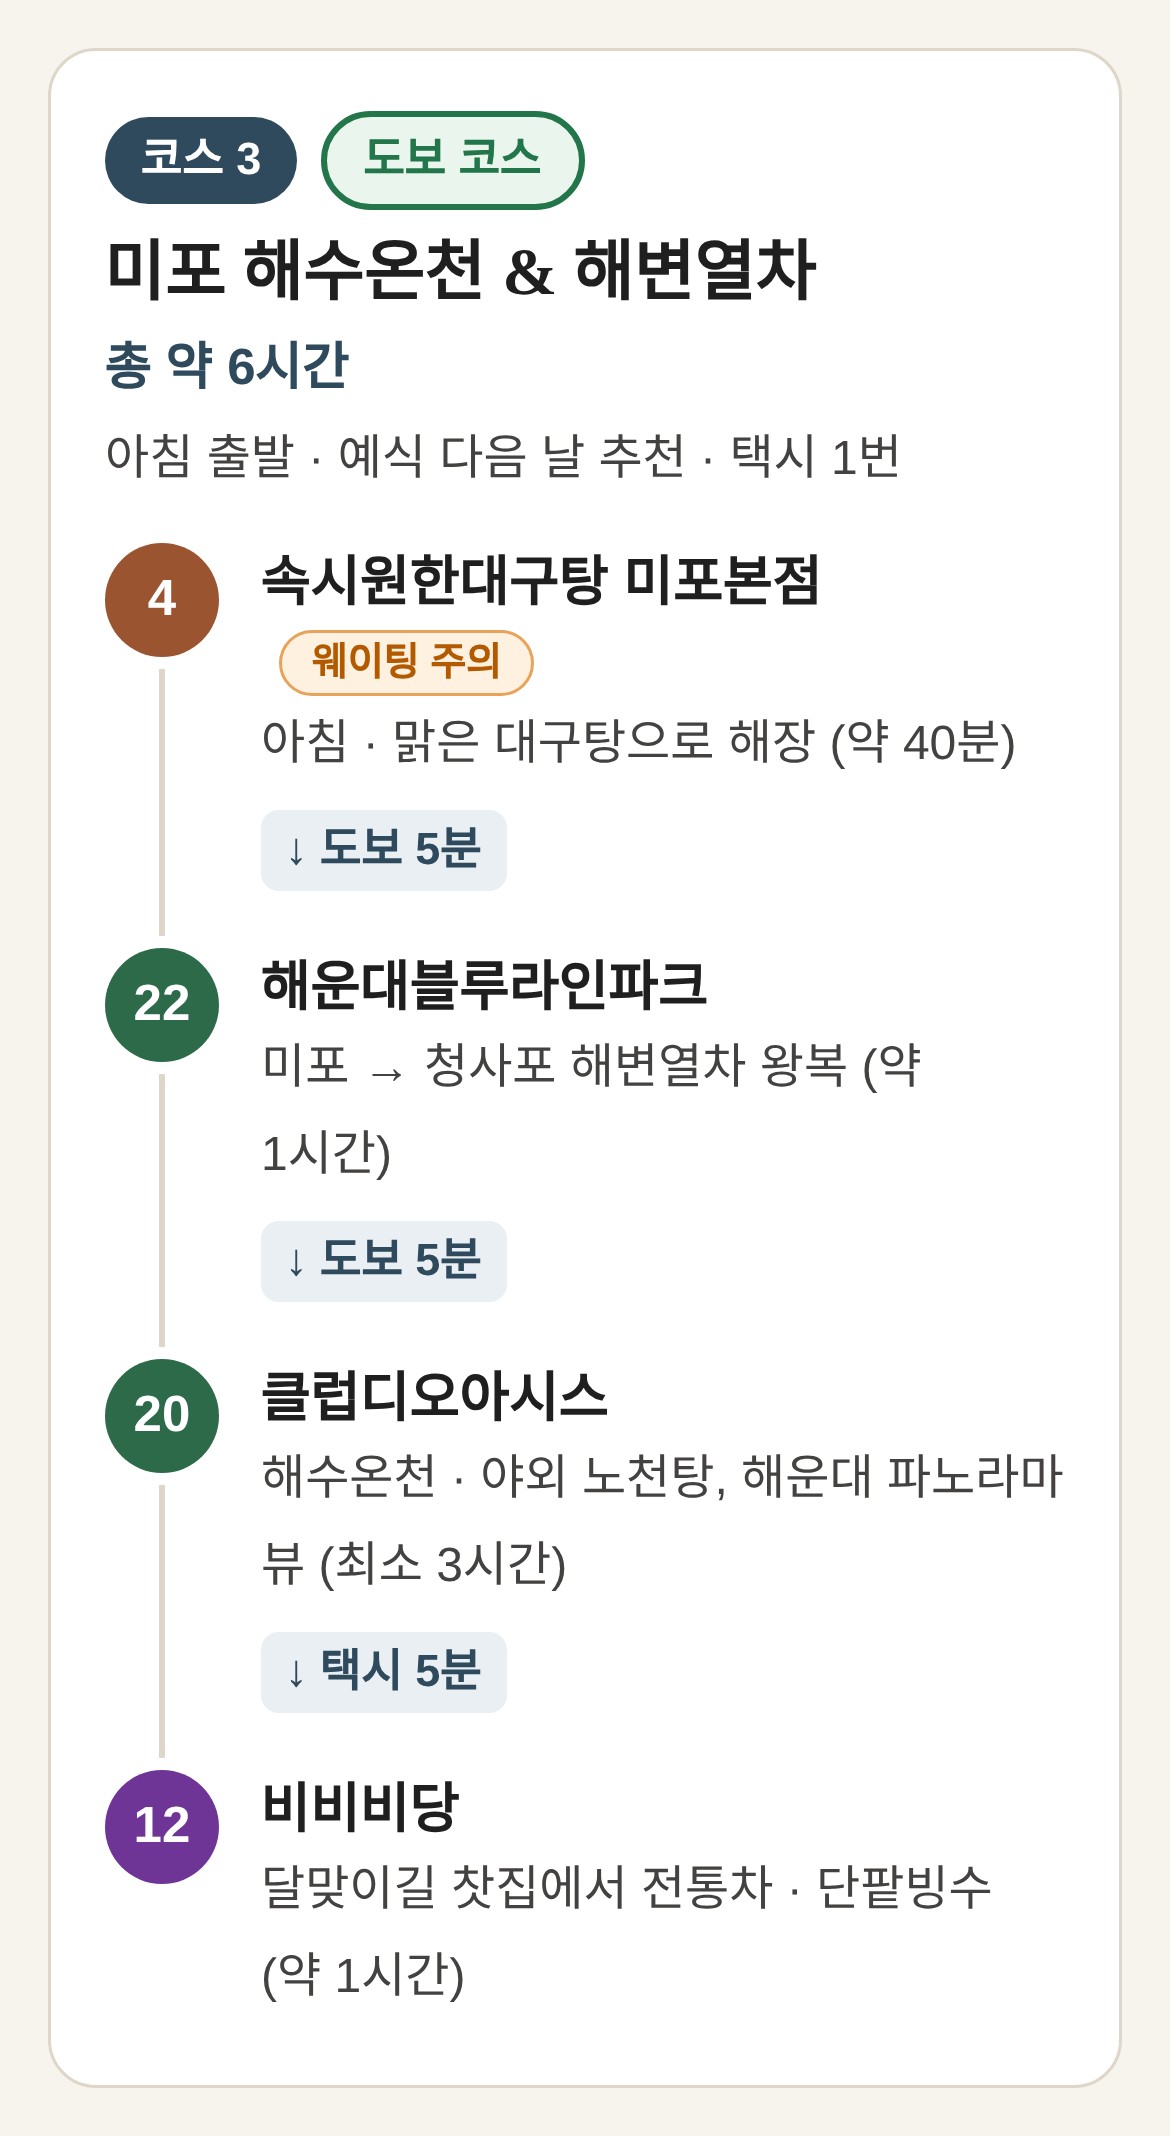 코스 3 도보 코스
미포 해수온천 & 해변열차
총 약 6시간
아침 출발 · 예식 다음 날 추천 · 택시 1번
4 속시원한대구탕 미포본점
웨이팅 주의
아침 · 맑은 대구탕으로 해장 (약 40분)
↓ 도보 5분
22 해운대블루라인파크
미포 → 청사포 해변열차 왕복 (약
1시간)
↓ 도보 5분
20 클럽디오아시스
해수온천 · 야외 노천탕, 해운대 파노라마
뷰 (최소 3시간)
↓ 택시 5분
12 비비비당
달맞이길 찻집에서 전통차 · 단팥빙수
(약 1시간)